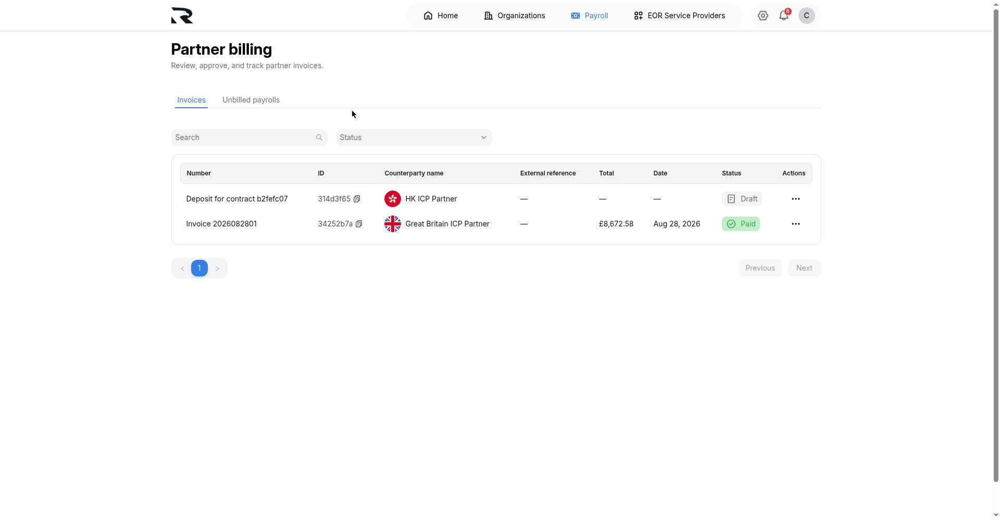 Home Organizations Payroll EOR Service Providers 8 C
Partner billing
Review, approve, and track partner invoices.
Invoices Unbilled payrolls
Search Status
Number ID Counterparty name External reference Total Date Status Actions
Deposit for contract b2fefc07 314d3f65 HK ICP Partner — — — Draft
Invoice 2026082801 34252b7a Great Britain ICP Partner — £8,672.58 Aug 28, 2026 Paid
1 Previous Next